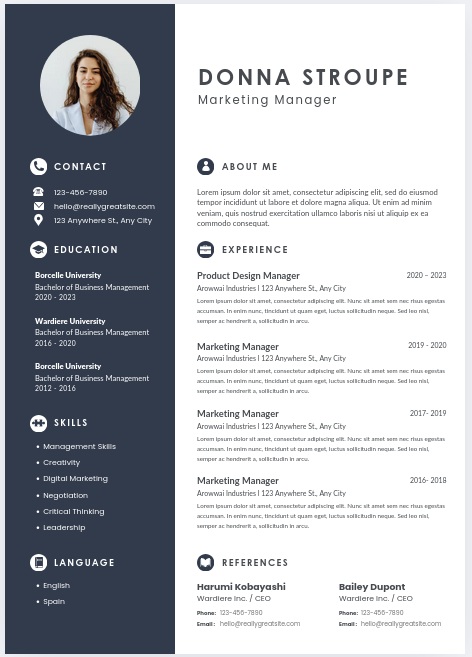 DONNA STROUPE
Marketing Manager
CONTACT
123-456-7890
hello@reallygreatsite.com
123 Anywhere St., Any City
EDUCATION
Borcelle University
Bachelor of Business Management
2020 - 2023
Wardiere University
Bachelor of Business Management
2016 - 2020
Borcelle University
Bachelor of Business Management
2012 - 2016
SKILLS
• Management Skills
• Creativity
• Digital Marketing
• Negotiation
• Critical Thinking
• Leadership
LANGUAGE
• English
• Spain
ABOUT ME
Lorem ipsum dolor sit amet, consectetur adipiscing elit, sed do eiusmod
tempor incididunt ut labore et dolore magna aliqua. Ut enim ad minim
veniam, quis nostrud exercitation ullamco laboris nisi ut aliquip ex ea
commodo consequat.
EXPERIENCE
Product Design Manager 2020 - 2023
Arowwai Industries I 123 Anywhere St., Any City
Lorem ipsum dolor sit amet, consectetur adipiscing elit. Nunc sit amet sem nec risus egestas
accumsan. In enim nunc, tincidunt ut quam eget, luctus sollicitudin neque. Sed leo nisl,
semper ac hendrerit a, sollicitudin in arcu.
Marketing Manager 2019 - 2020
Arowwai Industries I 123 Anywhere St., Any City
Lorem ipsum dolor sit amet, consectetur adipiscing elit. Nunc sit amet sem nec risus egestas
accumsan. In enim nunc, tincidunt ut quam eget, luctus sollicitudin neque. Sed leo nisl,
semper ac hendrerit a, sollicitudin in arcu.
Marketing Manager 2017- 2019
Arowwai Industries I 123 Anywhere St., Any City
Lorem ipsum dolor sit amet, consectetur adipiscing elit. Nunc sit amet sem nec risus egestas
accumsan. In enim nunc, tincidunt ut quam eget, luctus sollicitudin neque. Sed leo nisl,
semper ac hendrerit a, sollicitudin in arcu.
Marketing Manager 2016- 2018
Arowwai Industries I 123 Anywhere St., Any City
Lorem ipsum dolor sit amet, consectetur adipiscing elit. Nunc sit amet sem nec risus egestas
accumsan. In enim nunc, tincidunt ut quam eget, luctus sollicitudin neque. Sed leo nisl,
semper ac hendrerit a, sollicitudin in arcu.
REFERENCES
Harumi Kobayashi
Wardiere Inc. / CEO
Phone: 123-456-7890
Email: hello@reallygreatsite.com
Bailey Dupont
Wardiere Inc. / CEO
Phone: 123-456-7890
Email: hello@reallygreatsite.com